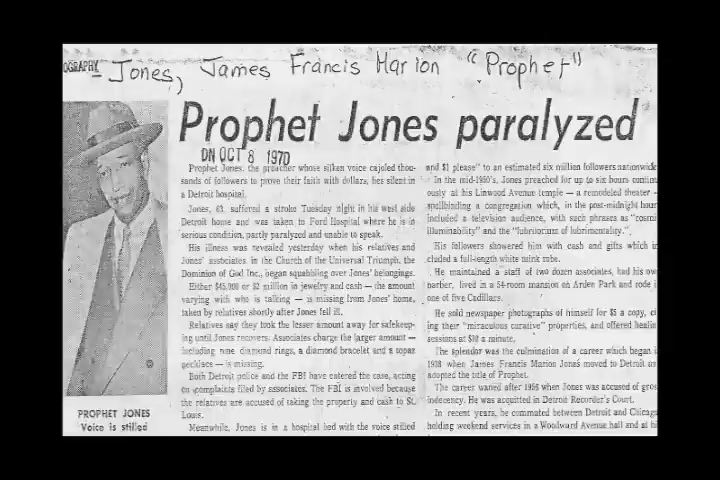 OGRAPHY
Jones, James Francis Marion "Prophet"
Prophet Jones paralyzed
DN OCT 8 1970
Prophet Jones, the preacher whose silken voice cajoled thou-
sands of followers to prove their faith with dollars, lies silent in
a Detroit hospital.
Jones, 63, suffered a stroke Tuesday night in his west side
Detroit home and was taken to Ford Hospital where he is in
serious condition, partly paralyzed and unable to speak.
His illness was revealed yesterday when his relatives and
Jones' associates in the Church of the Universal Triumph, the
Dominion of God Inc., began squabbling over Jones' belongings.
Either $45,000 or $2 million in jewelry and cash — the amount
varying with who is talking — is missing from Jones' home,
taken by relatives shortly after Jones fell ill.
Relatives say they took the lesser amount away for safekeep-
ing until Jones recovers. Associates charge the larger amount —
including nine diamond rings, a diamond bracelet and a topaz
necklace — is missing.
Both Detroit police and the FBI have entered the case, acting
on complaints filed by associates. The FBI is involved because
the relatives are accused of taking the property and cash to St.
Louis.
Meanwhile, Jones is in a hospital bed with the voice stilled
and $1 please" to an estimated six million followers nationwide
In the mid-1950's, Jones preached for up to six hours continu
ously at his Linwood Avenue temple — a remodeled theater —
spellbinding a congregation which, in the post-midnight hour
included a television audience, with such phrases as "cosmi
illuminability" and the "lubritorium of lubrimentality."
His followers showed him with cash and gifts which in
cluded a full-length white mink robe.
He maintained a staff of two dozen associates, had his ow
barber, lived in a 54-room mansion on Arden Park and rode i
one of five Cadillacs.
He sold newspaper photographs of himself for $5 a copy, ci
ing their "miraculous curative" properties, and offered healin
sessions at $10 a minute.
The splendor was the culmination of a career which began i
1938 when James Francis Marion Jones moved to Detroit an
adopted the title of Prophet.
The career waned after 1956 when Jones was accused of gros
indecency. He was acquitted in Detroit Recorder's Court.
In recent years, he commuted between Detroit and Chicag
holding weekend services in a Woodward Avenue hall and at hi
PROPHET JONES
Voice is stilled